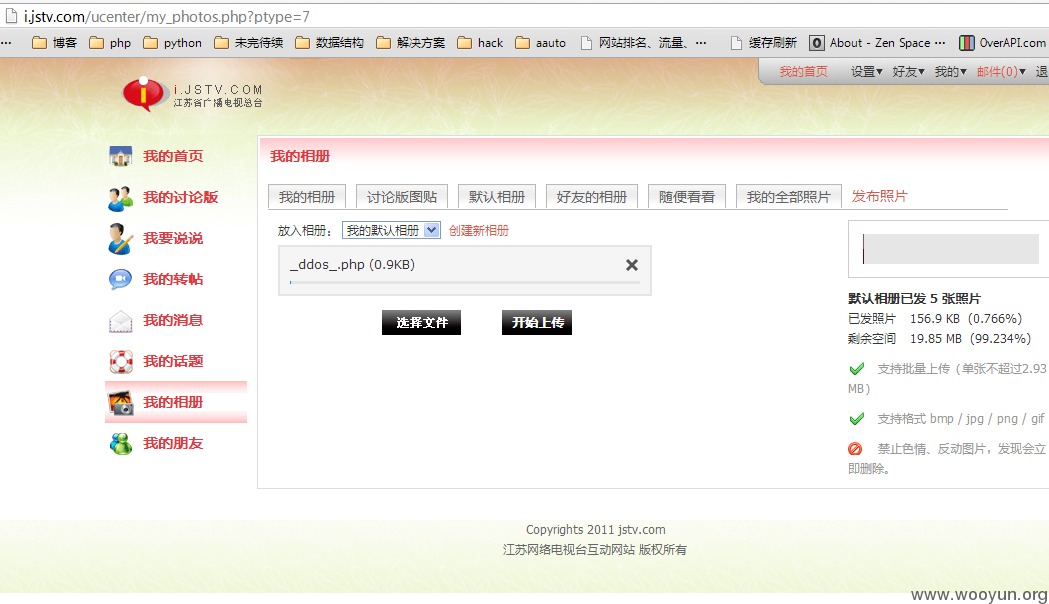 i.jstv.com/ucenter/my_photos.php?ptype=7
... 博客 php python 未完待续 数据结构 解决方案 hack aauto 网站排名、流量、... 缓存刷新 About - Zen Space ... OverAPI.com
我的首页 设置▼ 好友▼ 我的▼ 邮件(0)▼ 退
i.JSTV.COM
江苏省广播电视总台
我的首页
我的讨论版
我要说说
我的转帖
我的消息
我的话题
我的相册
我的朋友
我的相册
我的相册 讨论版图贴 默认相册 好友的相册 随便看看 我的全部照片 发布照片
放入相册： 我的默认相册 创建新相册
_ddos_.php (0.9KB)
选择文件 开始上传
默认相册已发 5 张照片
已发照片 156.9 KB (0.766%)
剩余空间 19.85 MB (99.234%)
支持批量上传（单张不超过2.93
MB）
支持格式 bmp / jpg / png / gif
禁止色情、反动图片，发现会立
即删除。
Copyrights 2011 jstv.com
江苏网络电视台互动网站 版权所有
www.wooyun.org